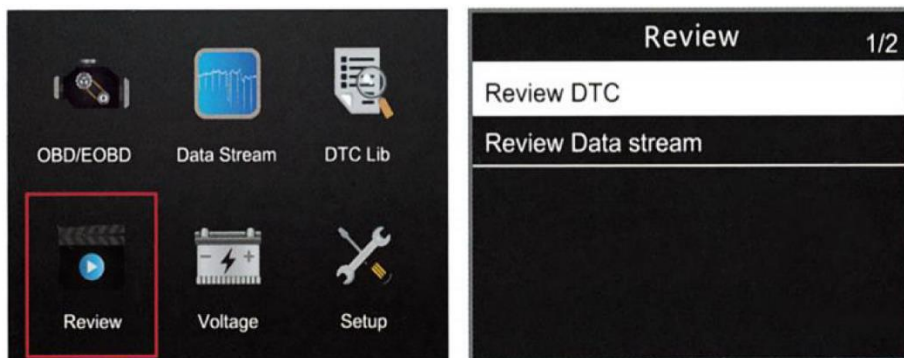 OBD/EOBD
Data Stream
DTC Lib
Review
Voltage
Setup
Review 1/2
Review DTC
Review Data stream